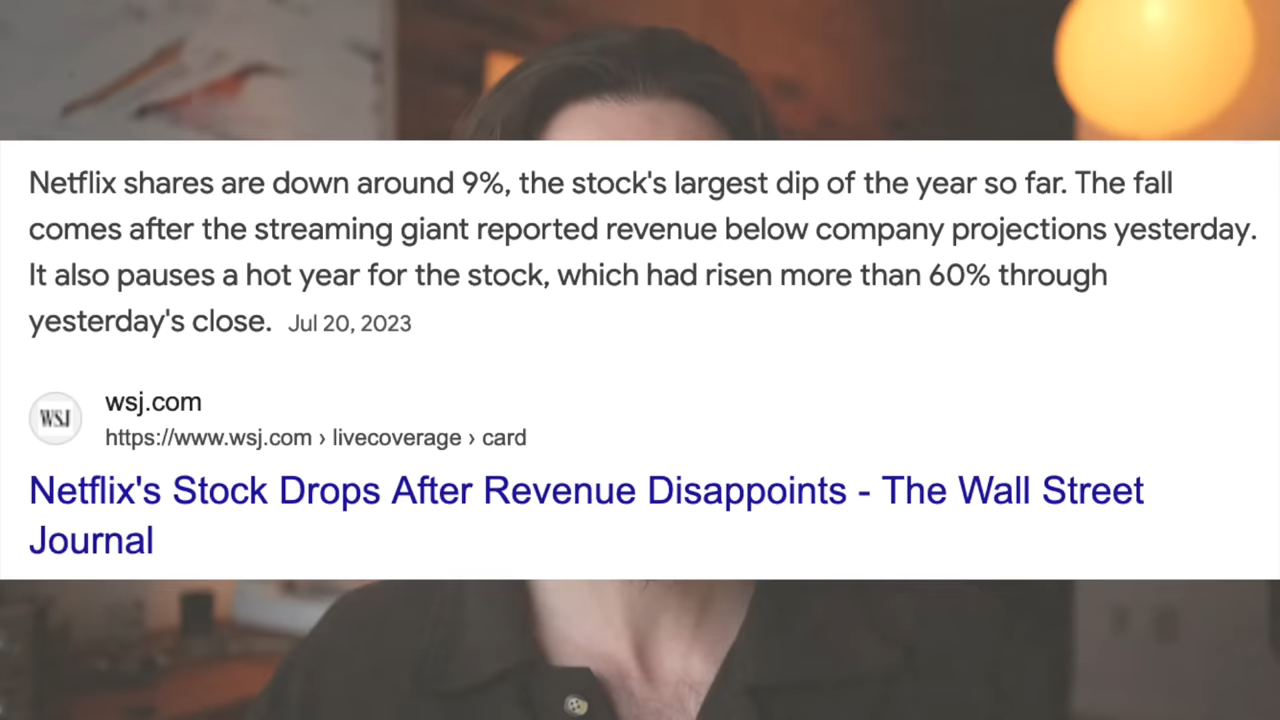 Netflix shares are down around 9%, the stock's largest dip of the year so far. The fall
comes after the streaming giant reported revenue below company projections yesterday.
It also pauses a hot year for the stock, which had risen more than 60% through
yesterday's close. Jul 20, 2023
WSJ
wsj.com
https://www.wsj.com › livecoverage › card
Netflix's Stock Drops After Revenue Disappoints - The Wall Street
Journal